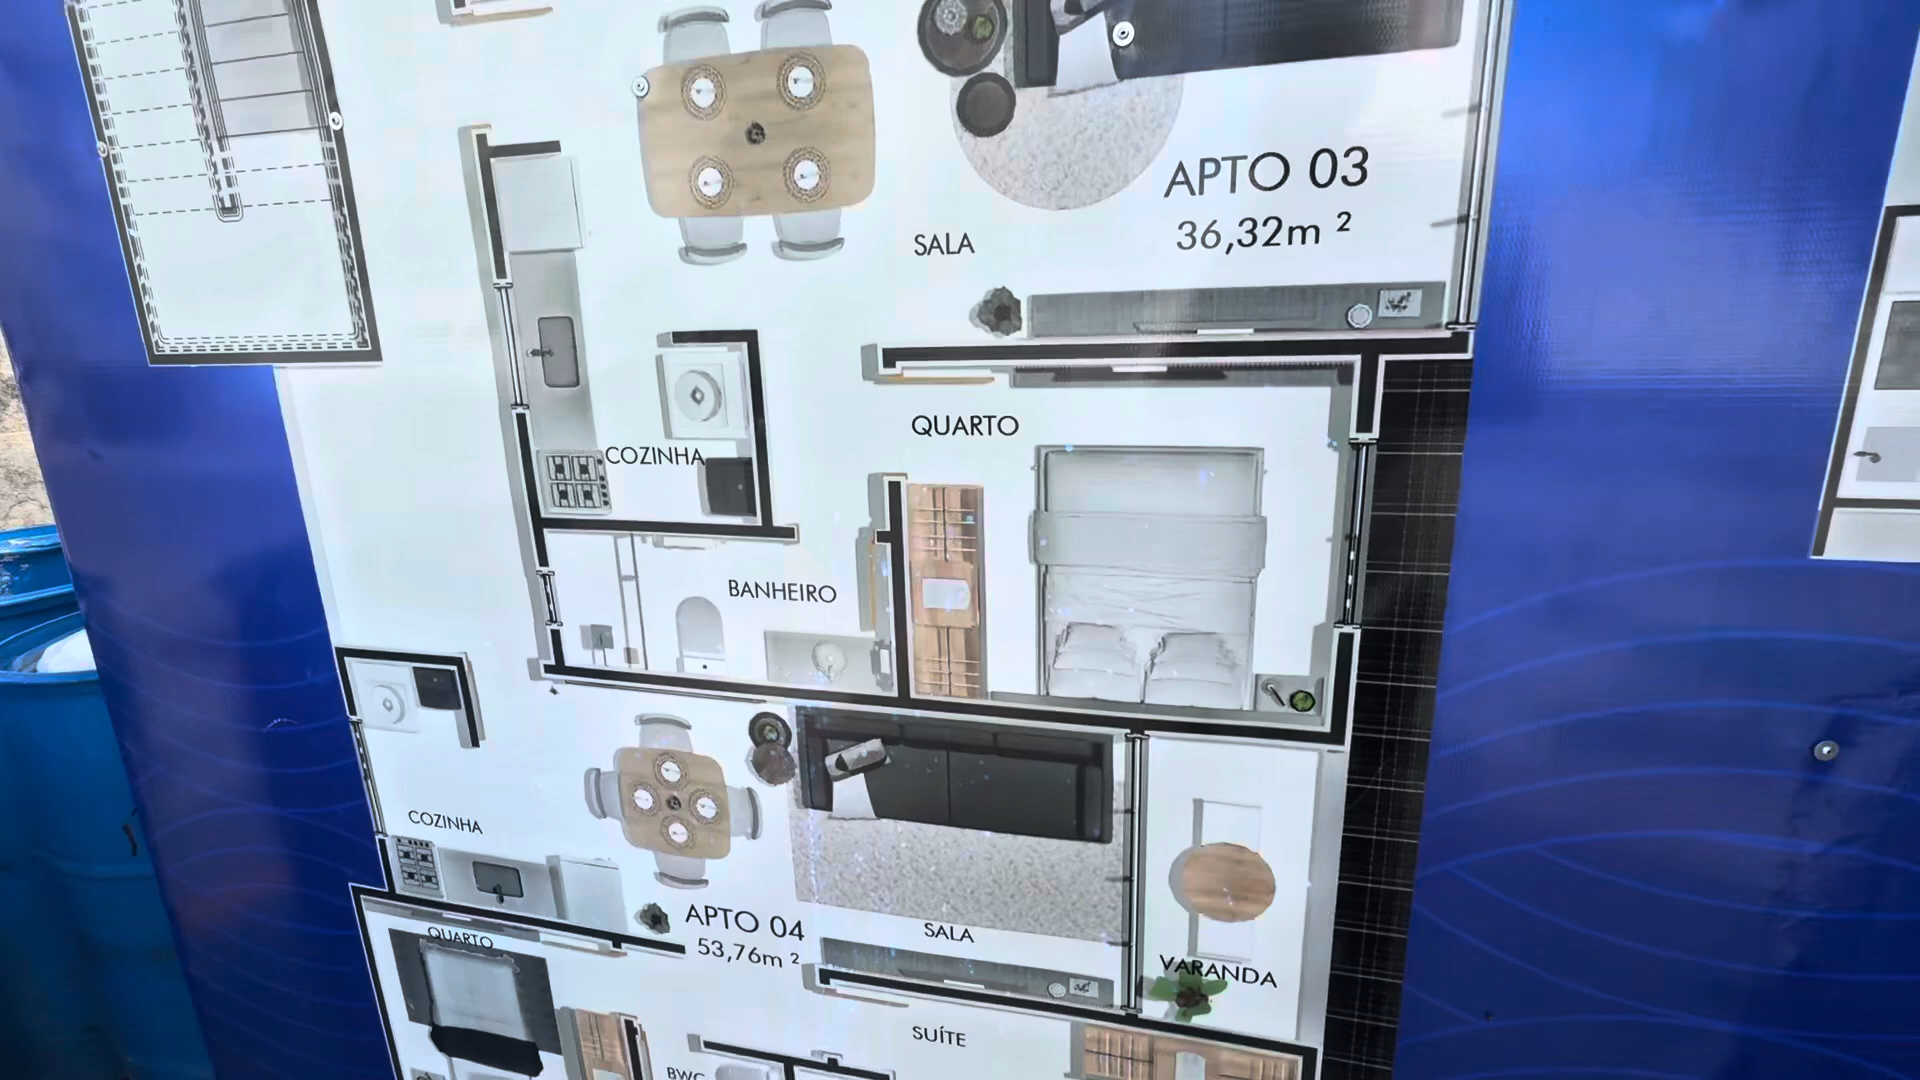 APTO 03
36,32m ²
SALA
QUARTO
COZINHA
BANHEIRO
COZINHA
APTO 04
53,76m ²
SALA
QUARTO
VARANDA
SUÍTE
BWC